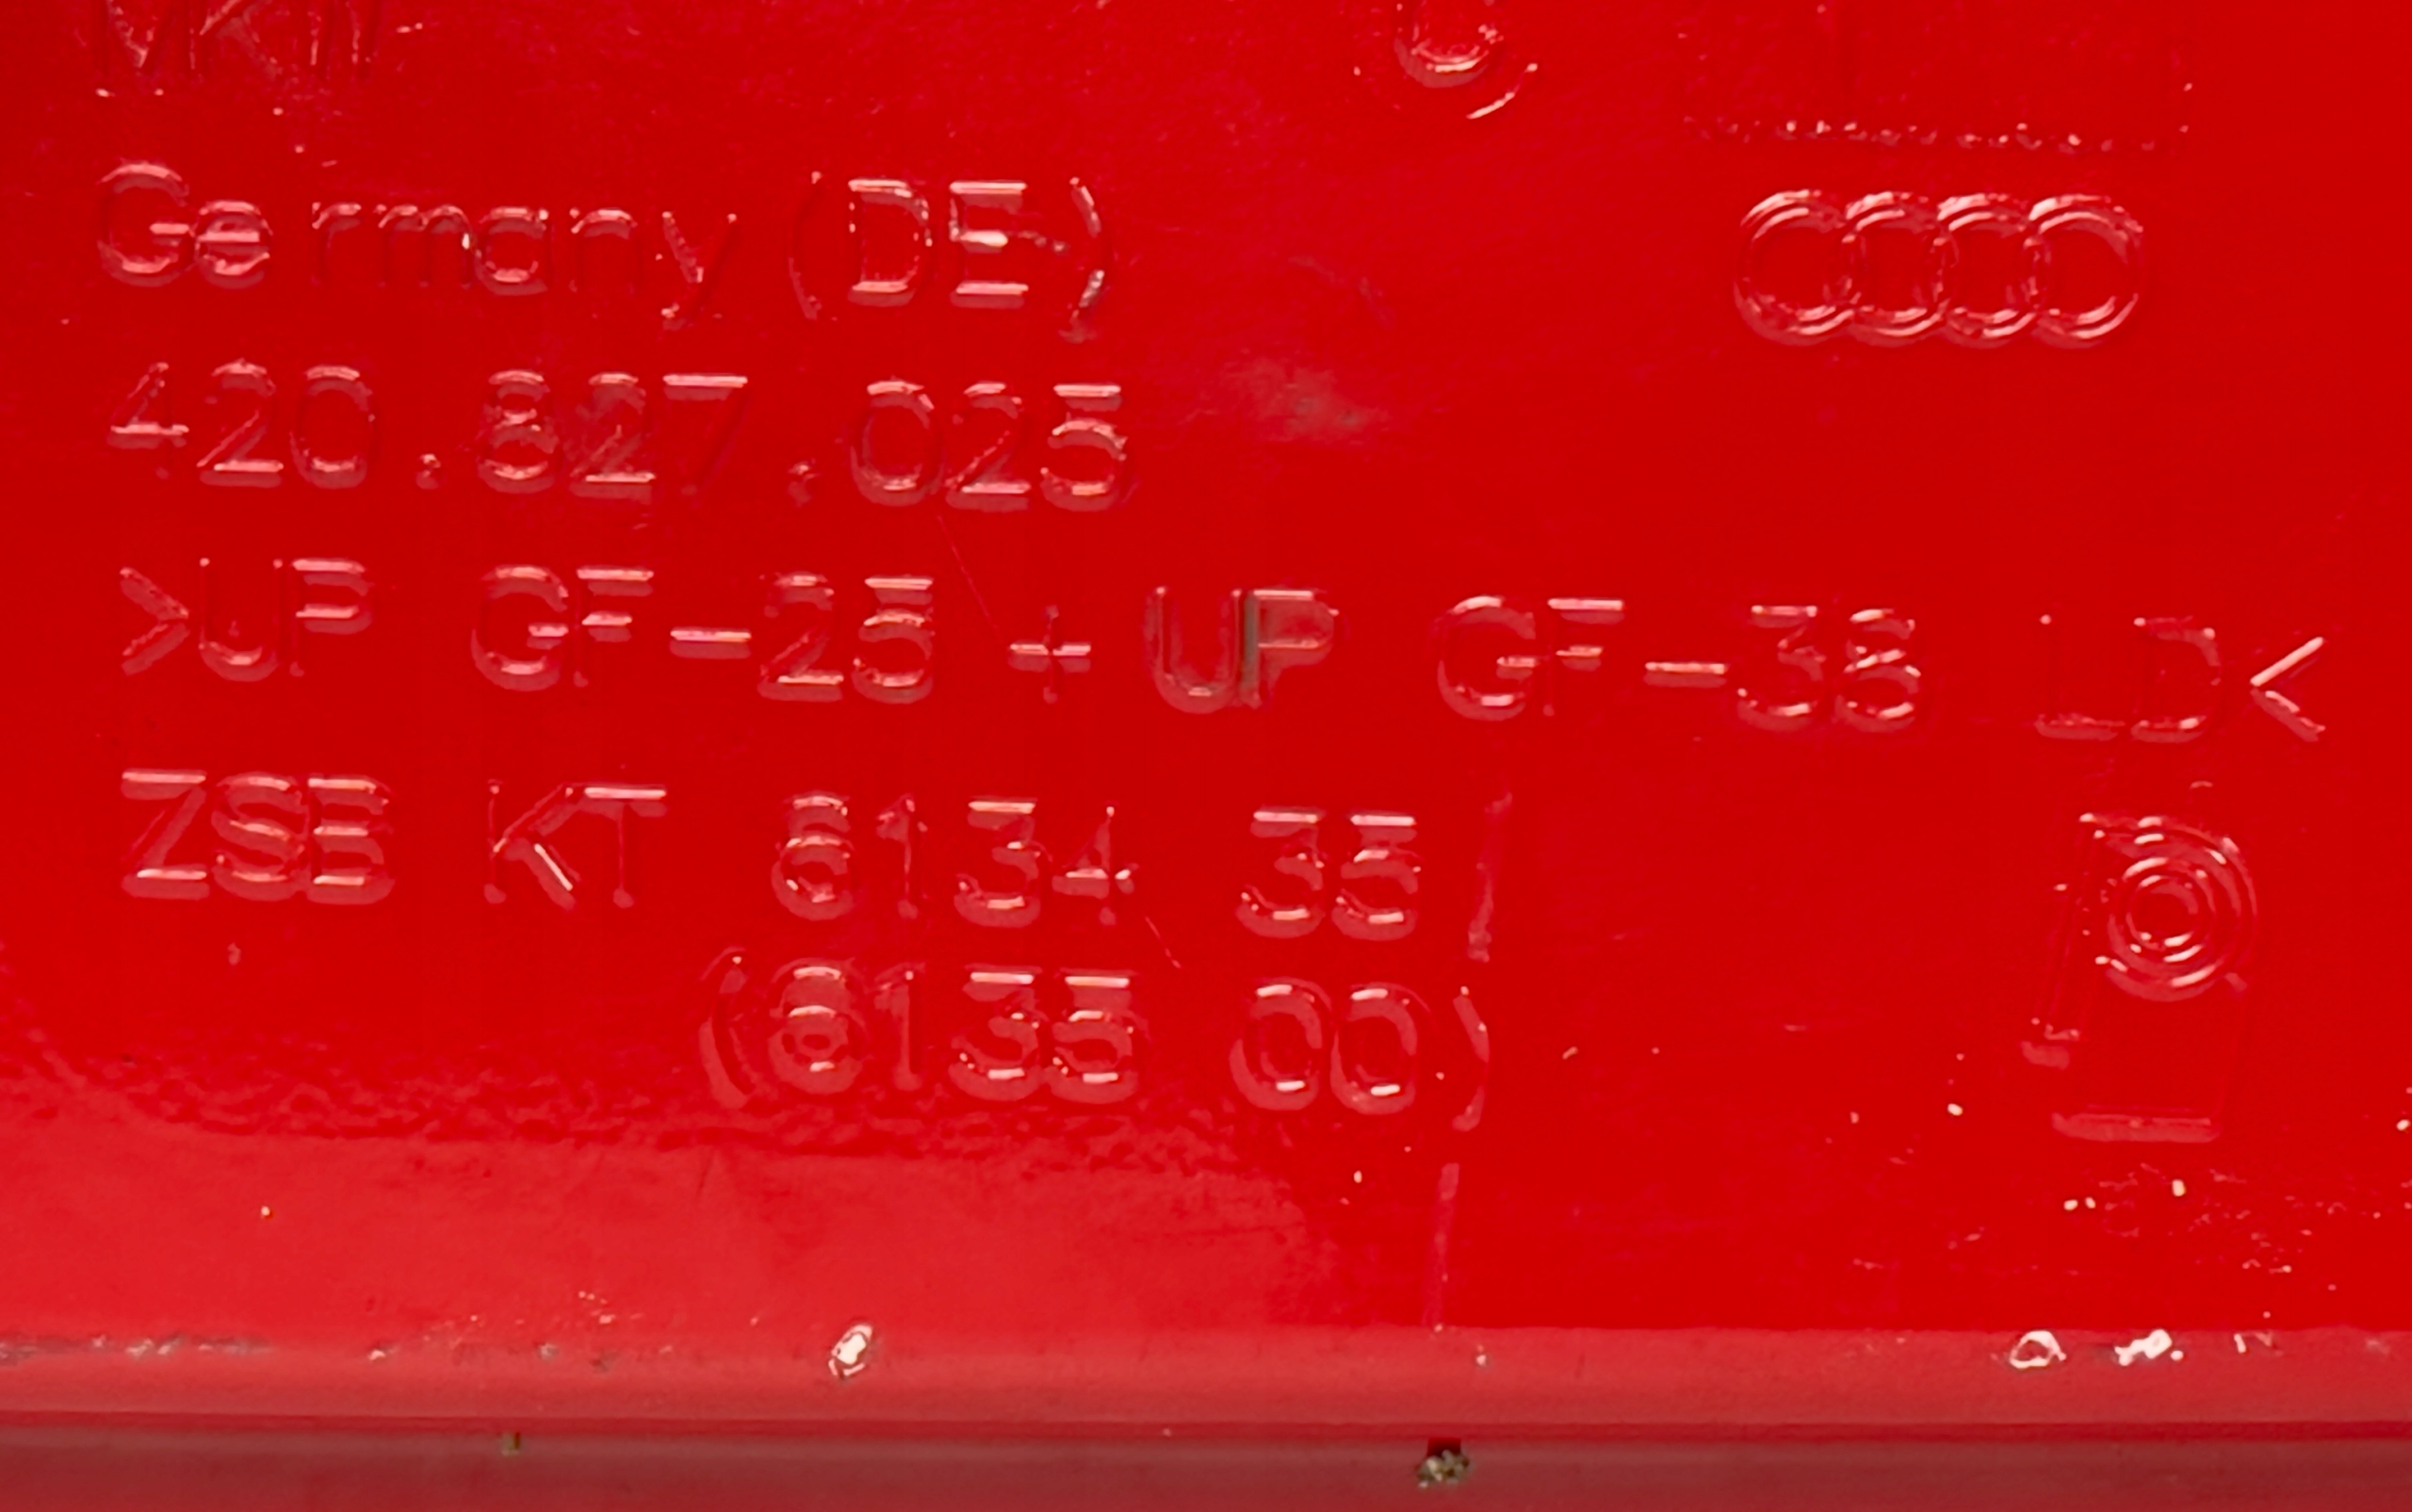 Germany (DE)
420.827.025
>UP GF-25 + UP GF-38 LD<
ZSB KT 6134 35
(6135 00)